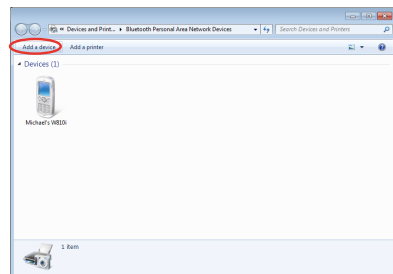 « Devices and Print... ▸ Bluetooth Personal Area Network Devices
Search Devices and Printers
Add a device
Add a printer
Devices (1)
Michael's W810i
1 item